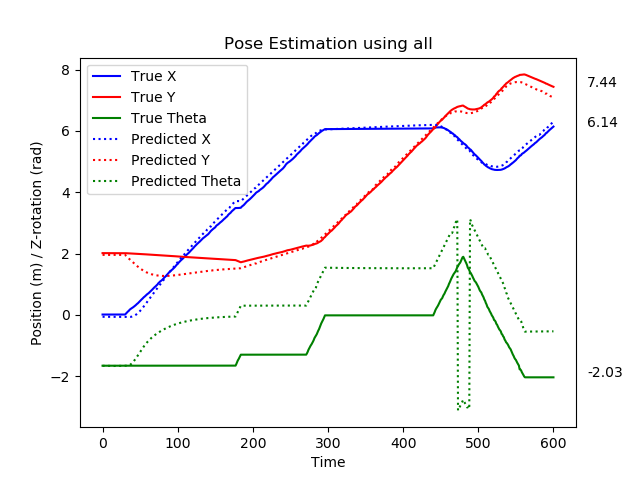 Pose Estimation using all
True X
True Y
True Theta
Predicted X
Predicted Y
Predicted Theta
Position (m) / Z-rotation (rad)
8
6
4
2
0
−2
7.44
6.14
-2.03
0 100 200 300 400 500 600
Time